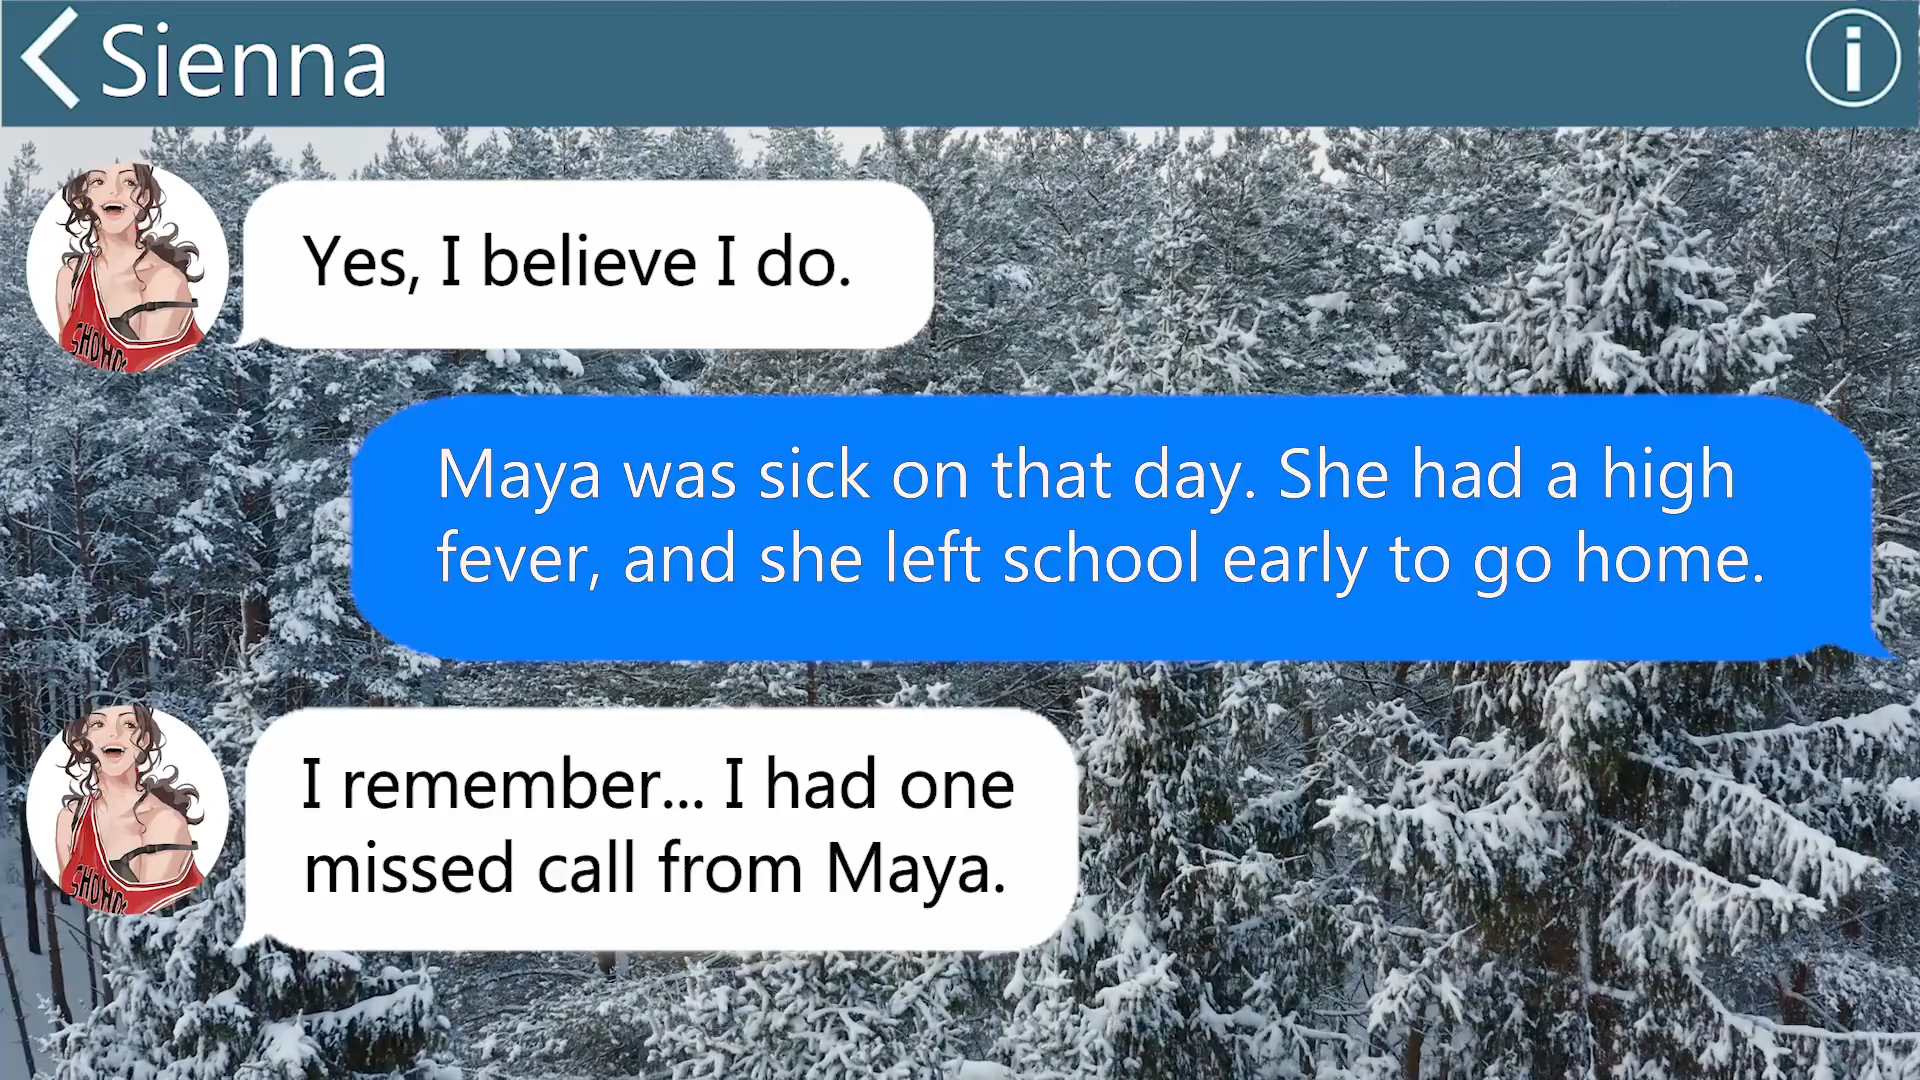 Sienna
Yes, I believe I do.
Maya was sick on that day. She had a high
fever, and she left school early to go home.
I remember... I had one
missed call from Maya.